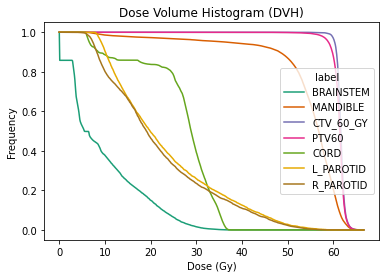 Dose Volume Histogram (DVH)
1.0
0.8
0.6
0.4
0.2
0.0
Frequency
label
BRAINSTEM
MANDIBLE
CTV_60_GY
PTV60
CORD
L_PAROTID
R_PAROTID
0 10 20 30 40 50 60
Dose (Gy)